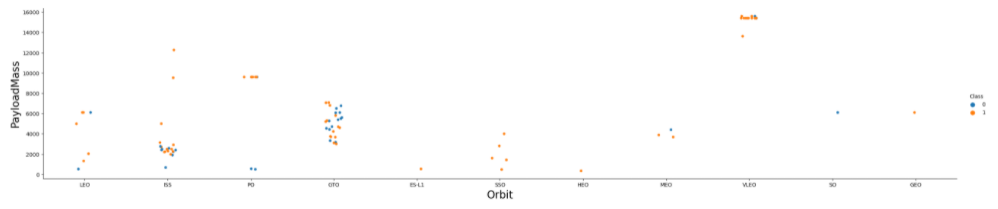 16000
14000
12000
10000
8000
6000
4000
2000
0
PayloadMass
LEO ISS PO GTO ES-L1 SSO HEO MEO VLEO SO GEO
Orbit
Class
0
1